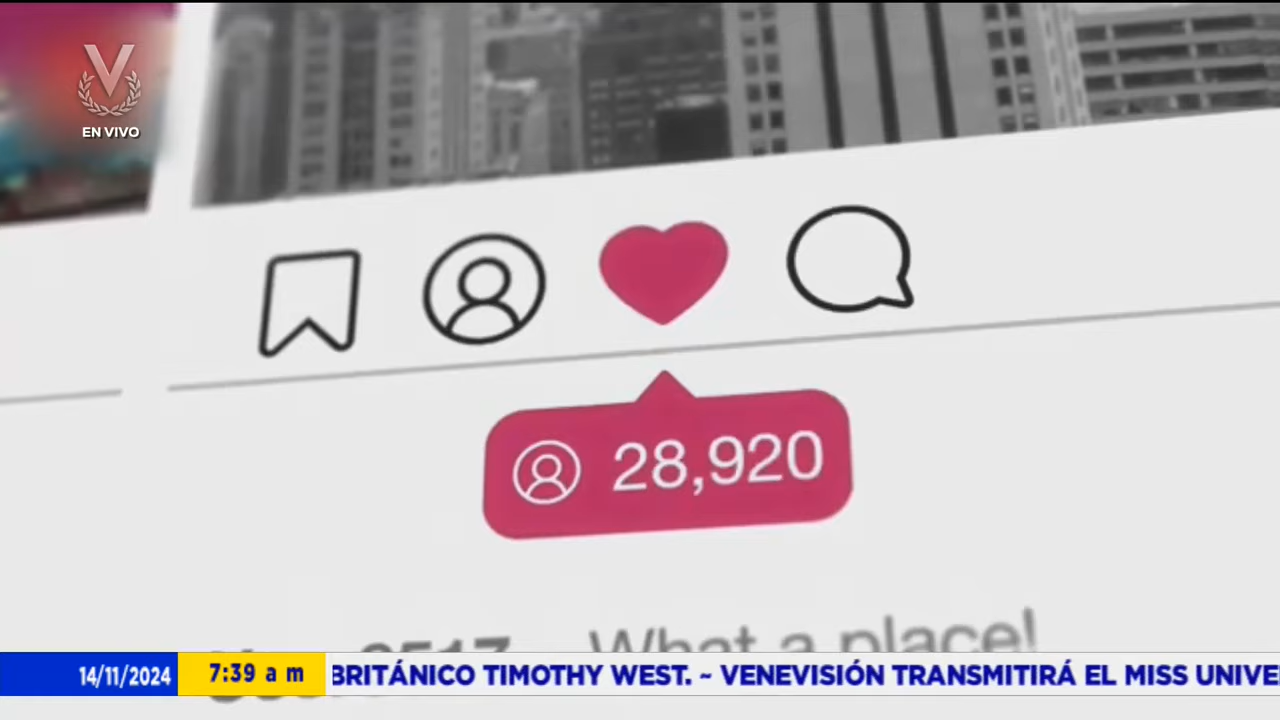 V
EN VIVO
28,920
What a place!
14/11/2024
7:39 a m
BRITÁNICO TIMOTHY WEST. ~ VENEVISIÓN TRANSMITIRÁ EL MISS UNIVE